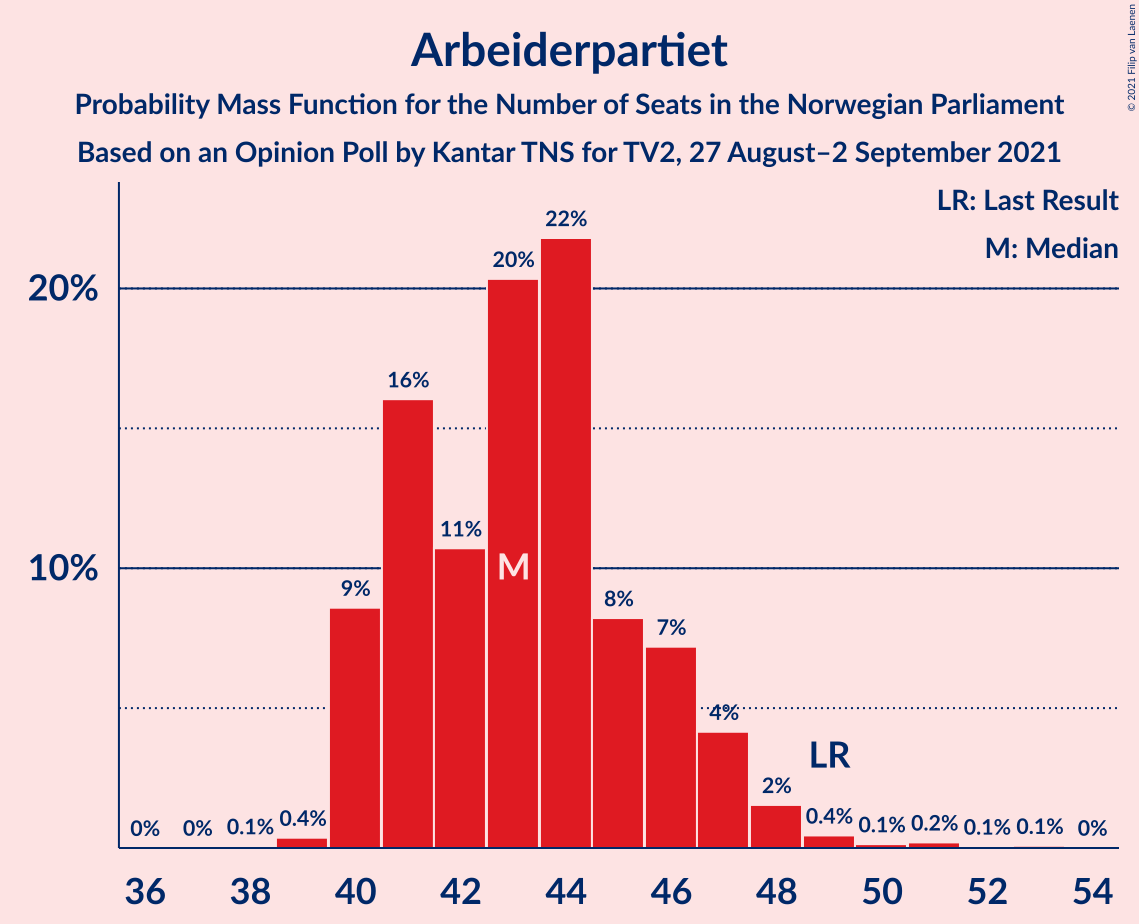 © 2021 Filip van Laenen
Arbeiderpartiet
Probability Mass Function for the Number of Seats in the Norwegian Parliament
Based on an Opinion Poll by Kantar TNS for TV2, 27 August–2 September 2021
LR: Last Result
M: Median
20%
10%
0%
0%
0.1%
0.4%
9%
16%
11%
20%
22%
8%
7%
4%
2%
0.4%
0.1%
0.2%
0.1%
0.1%
0%
M
LR
36 38 40 42 44 46 48 50 52 54